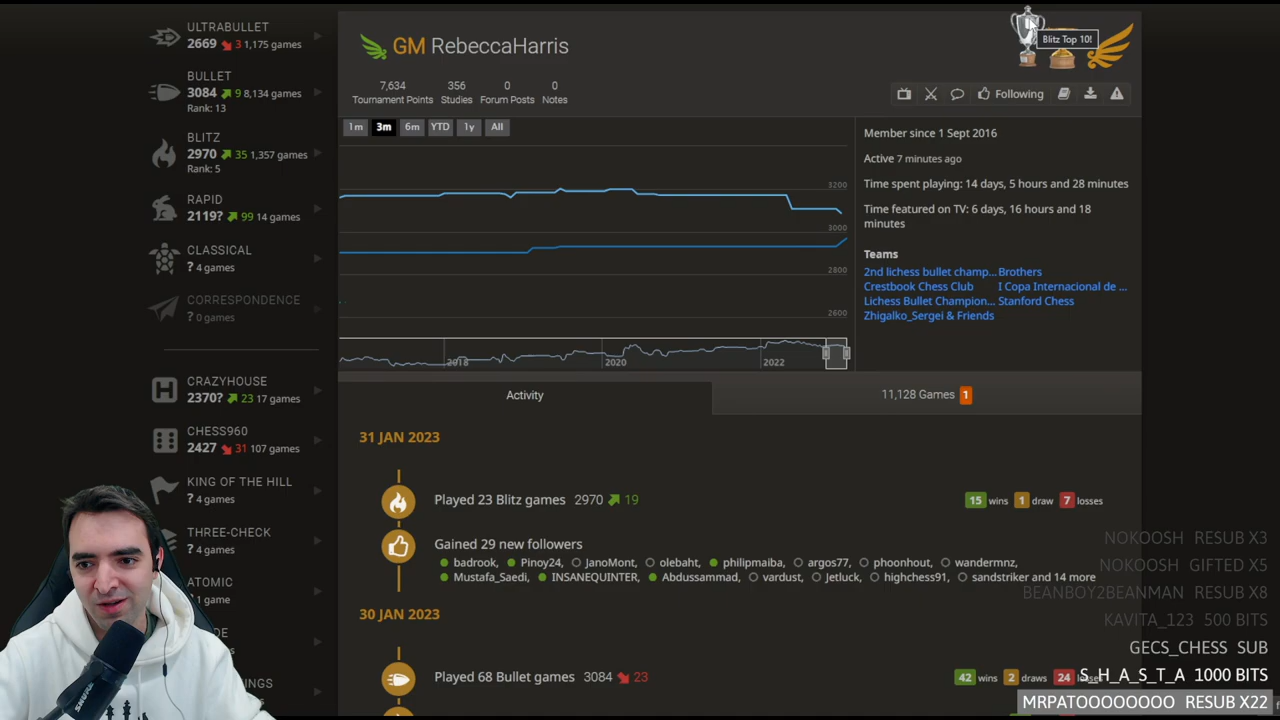 ULTRABULLET
2669 3 1,175 games
BULLET
3084 9 8,134 games
Rank: 13
BLITZ
2970 35 1,357 games
Rank: 5
RAPID
2119? 99 14 games
CLASSICAL
? 4 games
CORRESPONDENCE
? 0 games
CRAZYHOUSE
2370? 23 17 games
CHESS960
2427 31 107 games
KING OF THE HILL
? 4 games
THREE-CHECK
? 4 games
ATOMIC
1 game
GM RebeccaHarris
Blitz Top 10!
7,634 356 0 0
Tournament Points Studies Forum Posts Notes
Following
1m 3m 6m YTD 1y All
3200
3000
2800
2600
2018 2020 2022
Member since 1 Sept 2016
Active 7 minutes ago
Time spent playing: 14 days, 5 hours and 28 minutes
Time featured on TV: 6 days, 16 hours and 18
minutes
Teams
2nd lichess bullet champ... Brothers
Crestbook Chess Club I Copa Internacional de ...
Lichess Bullet Champion... Stanford Chess
Zhigalko_Sergei & Friends
Activity
11,128 Games 1
31 JAN 2023
Played 23 Blitz games 2970 19
15 wins 1 draw 7 losses
Gained 29 new followers
badrook, Pinoy24, JanoMont, olebaht, philipmaiba, argos77, phoonhout, wandermnz,
Mustafa_Saedi, INSANEQUINTER, Abdussammad, vardust, Jetluck, highchess91, sandstriker and 14 more
30 JAN 2023
Played 68 Bullet games 3084 23
42 wins 2 draws 24
NOKOOSH RESUB X3
NOKOOSH GIFTED X5
BEANBOY2BEANMAN RESUB X8
KAVITA_123 500 BITS
GECS_CHESS SUB
S_H_A_S_T_A 1000 BITS
MRPATOOOOOOOO RESUB X22